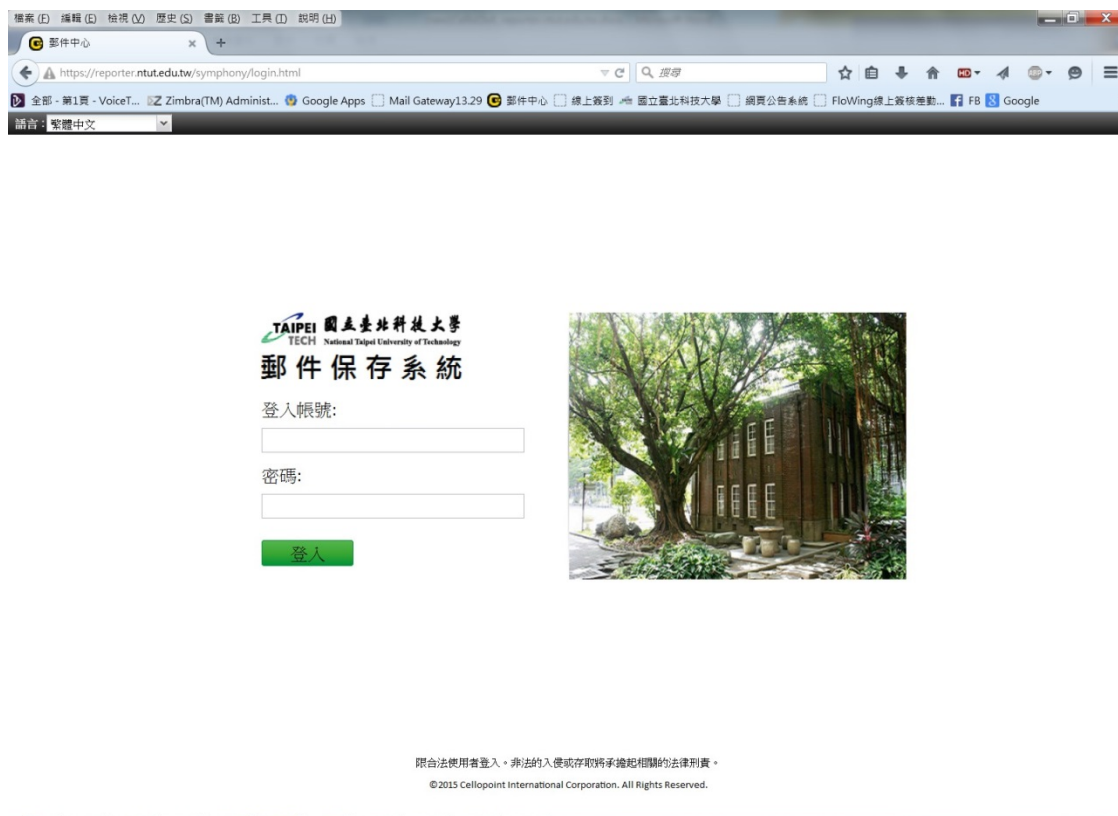 檔案(F) 編輯(E) 檢視(V) 歷史(S) 書籤(B) 工具(T) 說明(H)
郵件中心
https://reporter.ntut.edu.tw/symphony/login.html 搜尋
全部 - 第1頁 - VoiceT... Zimbra(TM) Administ... Google Apps Mail Gateway13.29 郵件中心 線上簽到 國立臺北科技大學 網頁公告系統 FloWing線上簽核差勤... FB Google
語言: 繁體中文
TAIPEI TECH 國立臺北科技大學
National Taipei University of Technology
郵件保存系統
登入帳號:
密碼:
登入
限合法使用者登入。非法的入侵或存取將承擔起相關的法律刑責。
©2015 Cellopoint International Corporation. All Rights Reserved.